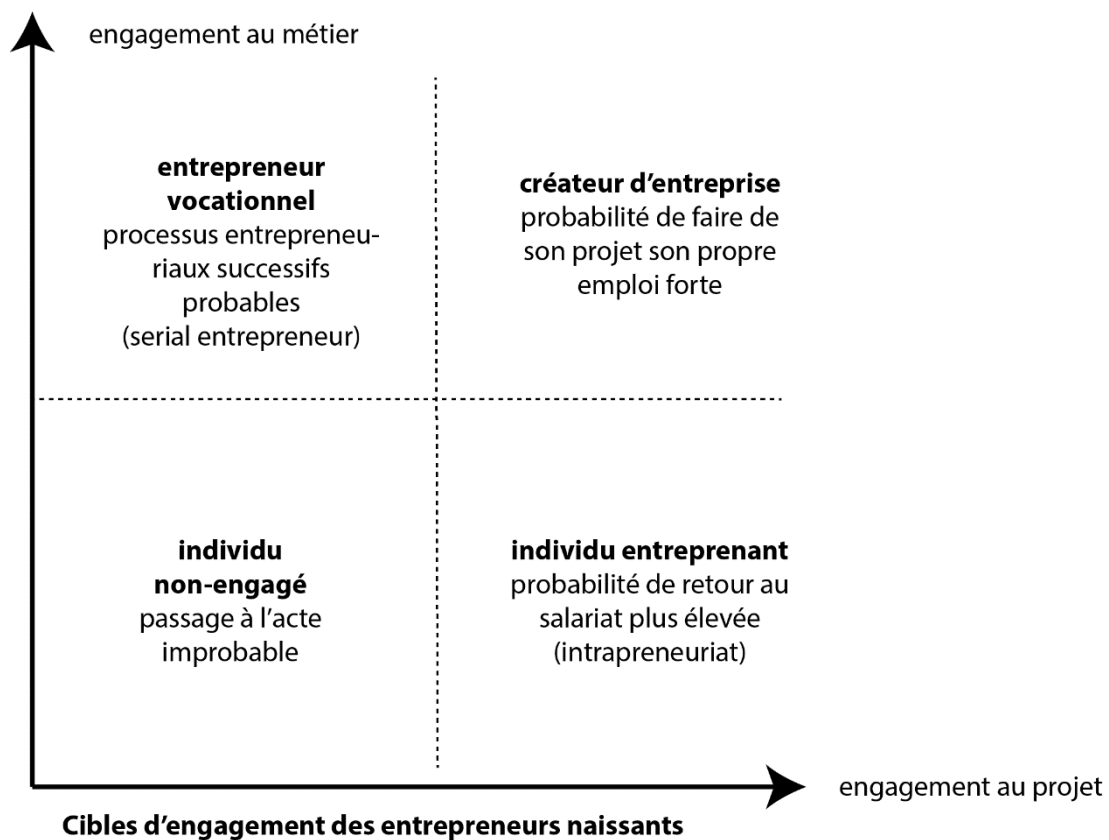 engagement au métier
entrepreneur
vocationnel
processus entrepreneu-
riaux successifs
probables
(serial entrepreneur)
créateur d’entreprise
probabilité de faire de
son projet son propre
emploi forte
individu
non-engagé
passage à l’acte
improbable
individu entreprenant
probabilité de retour au
salariat plus élevée
(intrapreneuriat)
engagement au projet
Cibles d’engagement des entrepreneurs naissants